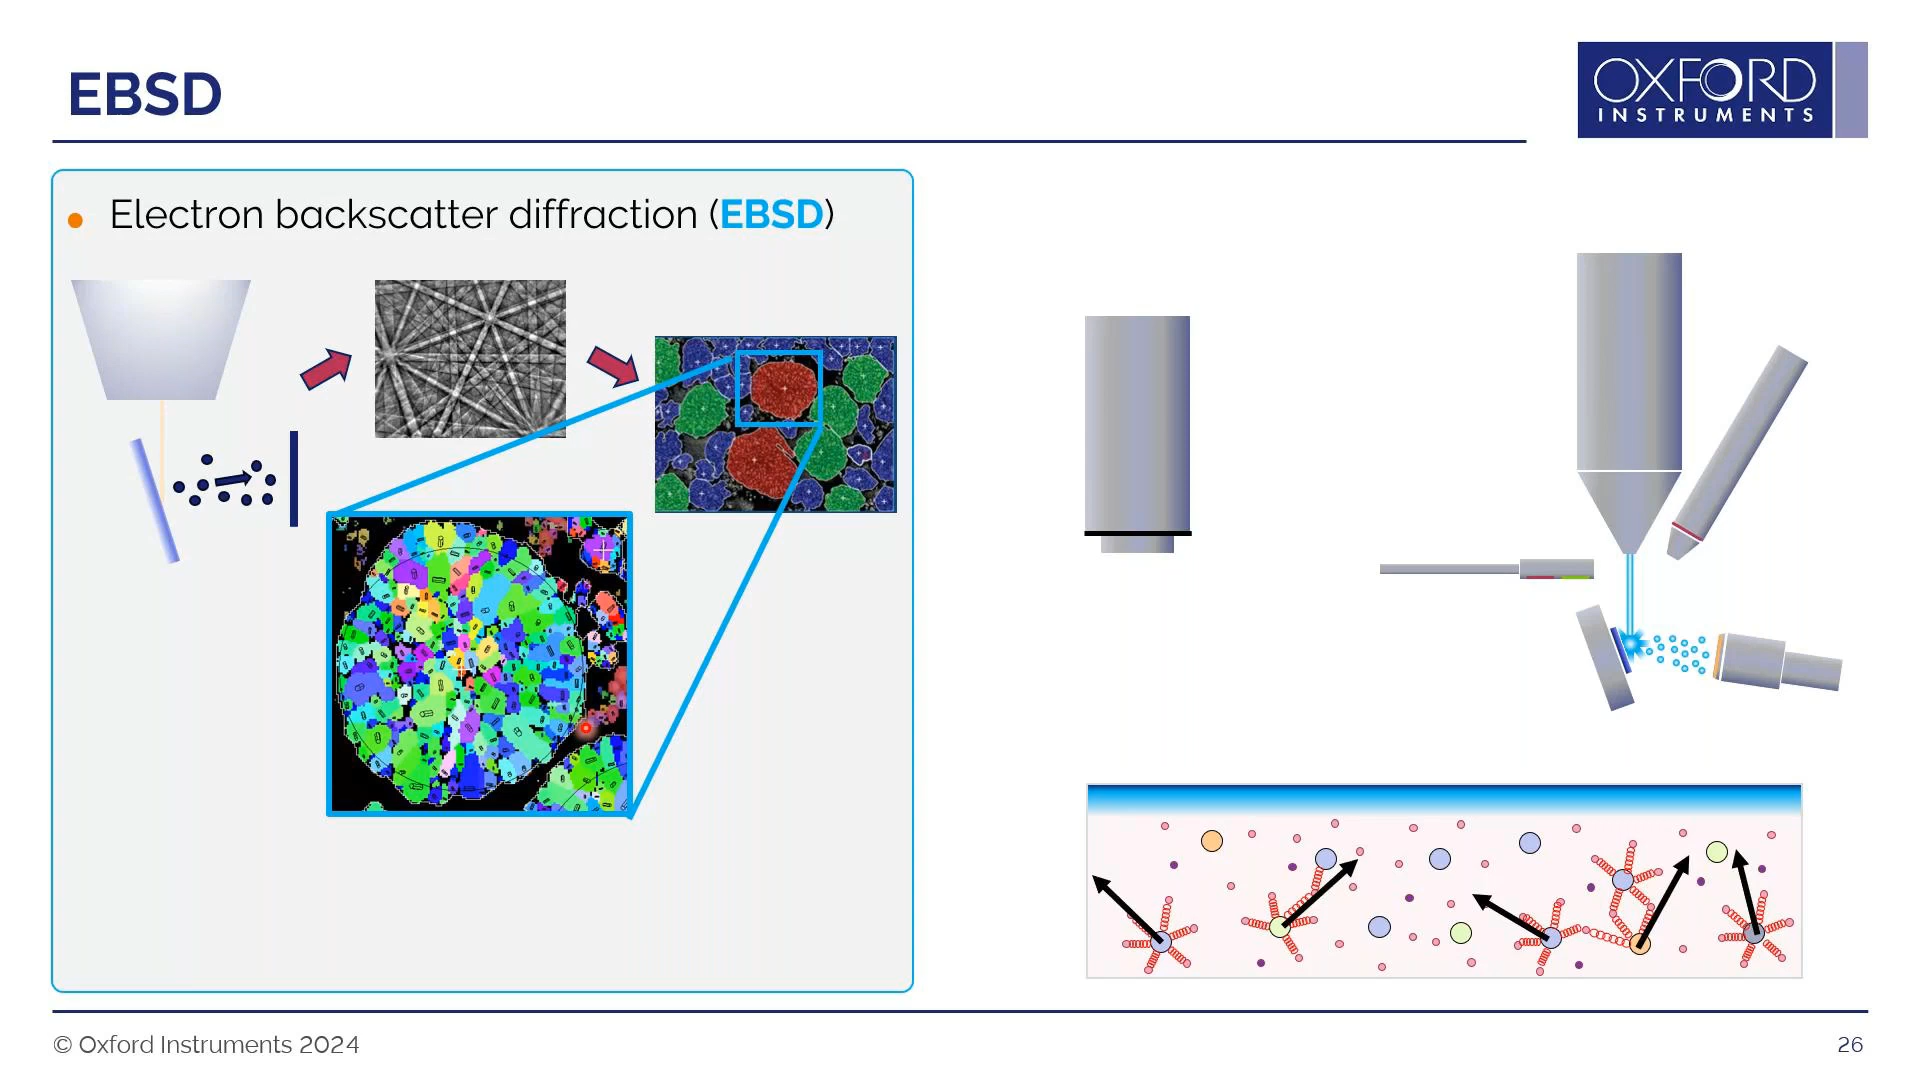 EBSD
OXFORD
INSTRUMENTS
• Electron backscatter diffraction (EBSD)
© Oxford Instruments 2024
26